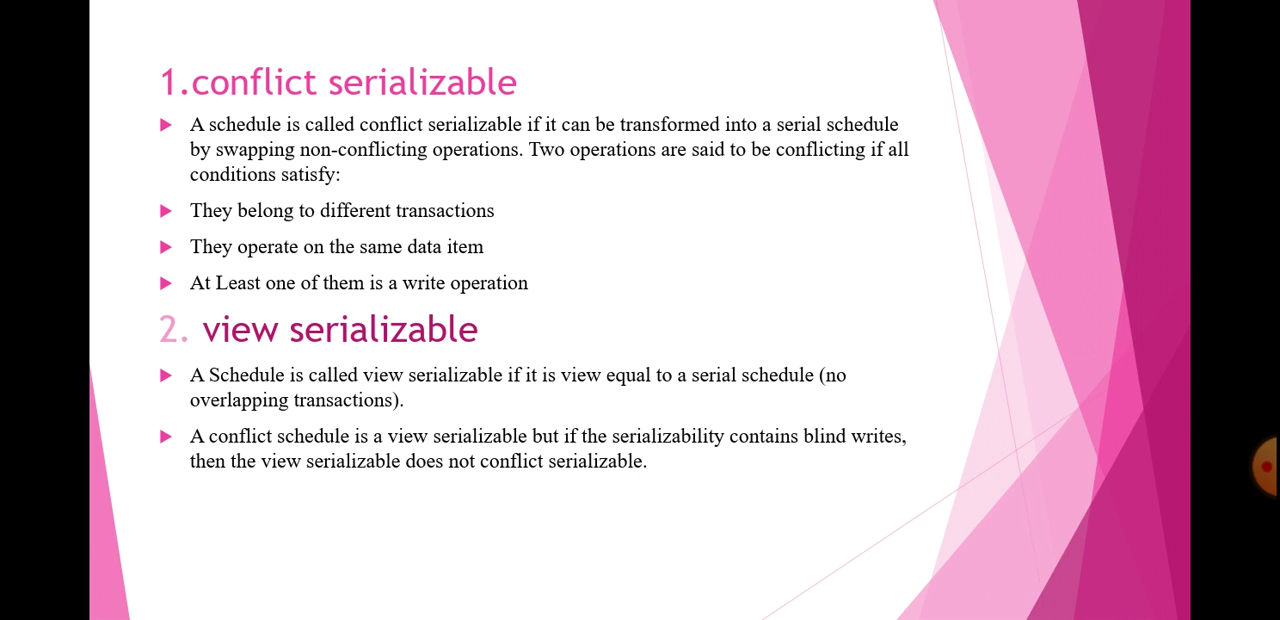 1.conflict serializable
A schedule is called conflict serializable if it can be transformed into a serial schedule
by swapping non-conflicting operations. Two operations are said to be conflicting if all
conditions satisfy:
They belong to different transactions
They operate on the same data item
At Least one of them is a write operation
2. view serializable
A Schedule is called view serializable if it is view equal to a serial schedule (no
overlapping transactions).
A conflict schedule is a view serializable but if the serializability contains blind writes,
then the view serializable does not conflict serializable.